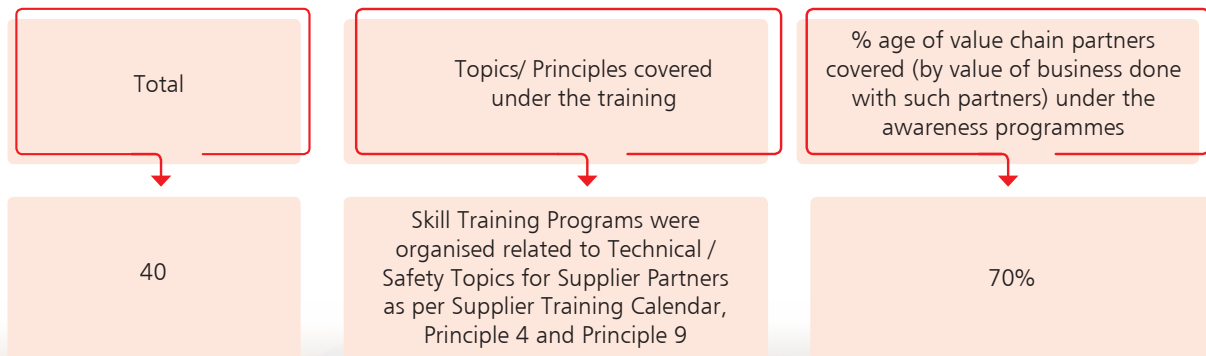 Total
Topics/ Principles covered
under the training
% age of value chain partners
covered (by value of business done
with such partners) under the
awareness programmes
40
Skill Training Programs were
organised related to Technical /
Safety Topics for Supplier Partners
as per Supplier Training Calendar,
Principle 4 and Principle 9
70%